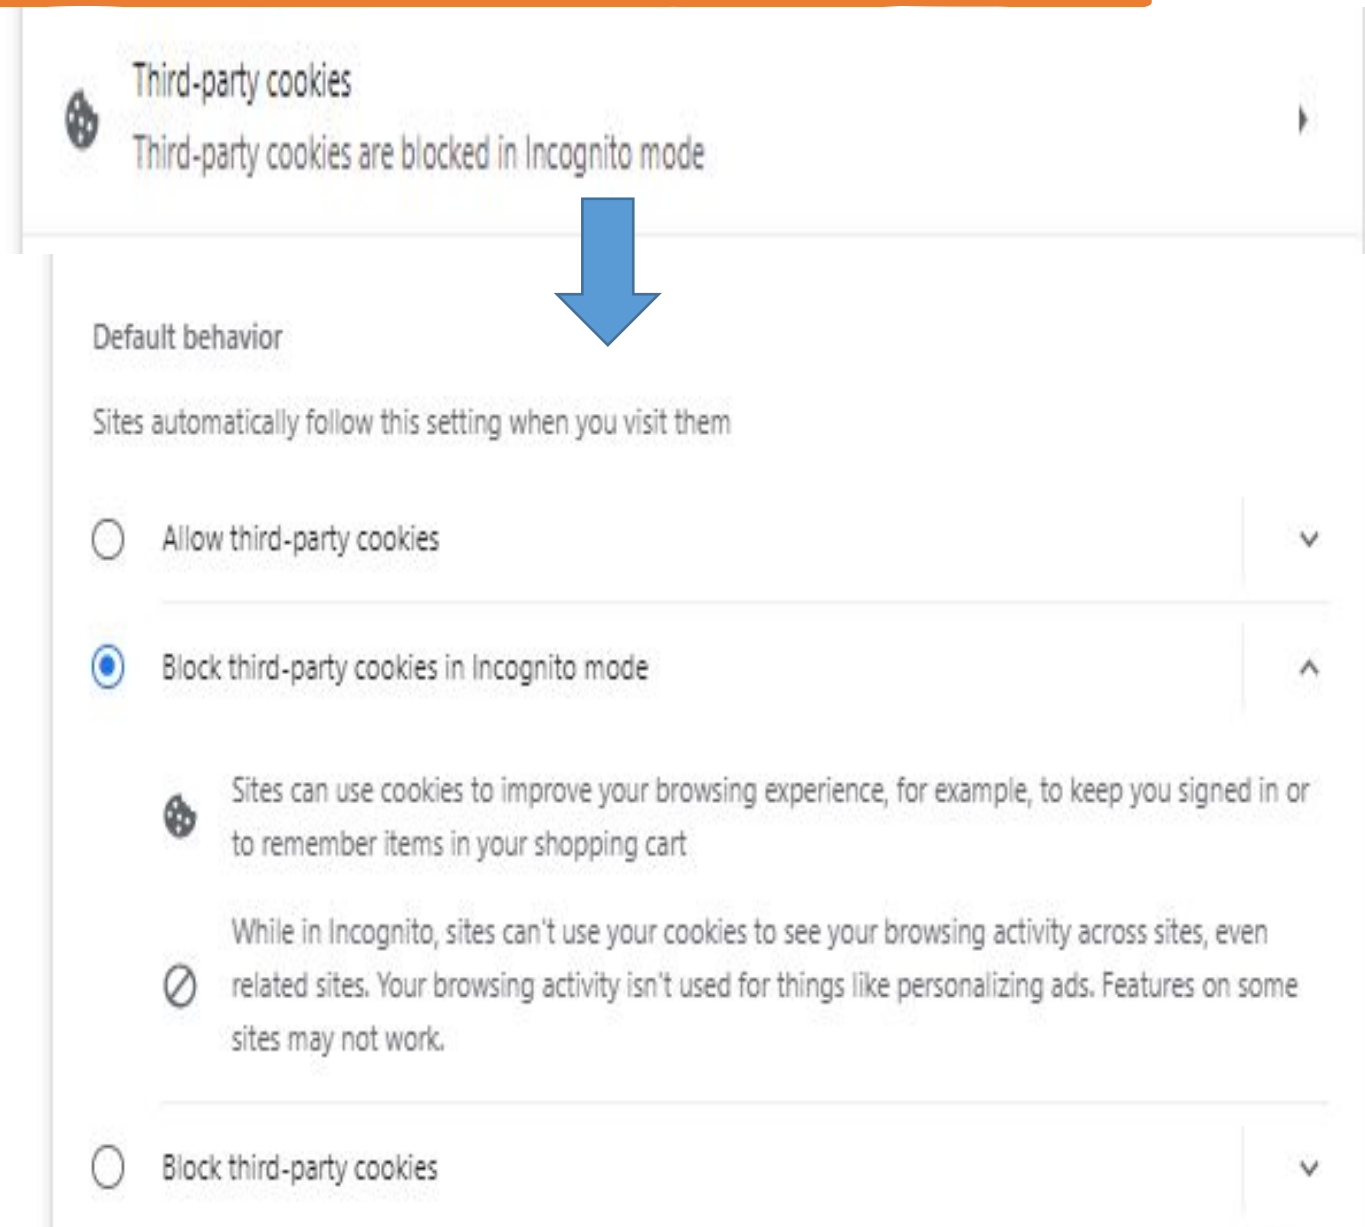 Third-party cookies
Third-party cookies are blocked in Incognito mode
Default behavior
Sites automatically follow this setting when you visit them
Allow third-party cookies
Block third-party cookies in Incognito mode
Sites can use cookies to improve your browsing experience, for example, to keep you signed in or
to remember items in your shopping cart
While in Incognito, sites can't use your cookies to see your browsing activity across sites, even
related sites. Your browsing activity isn't used for things like personalizing ads. Features on some
sites may not work.
Block third-party cookies